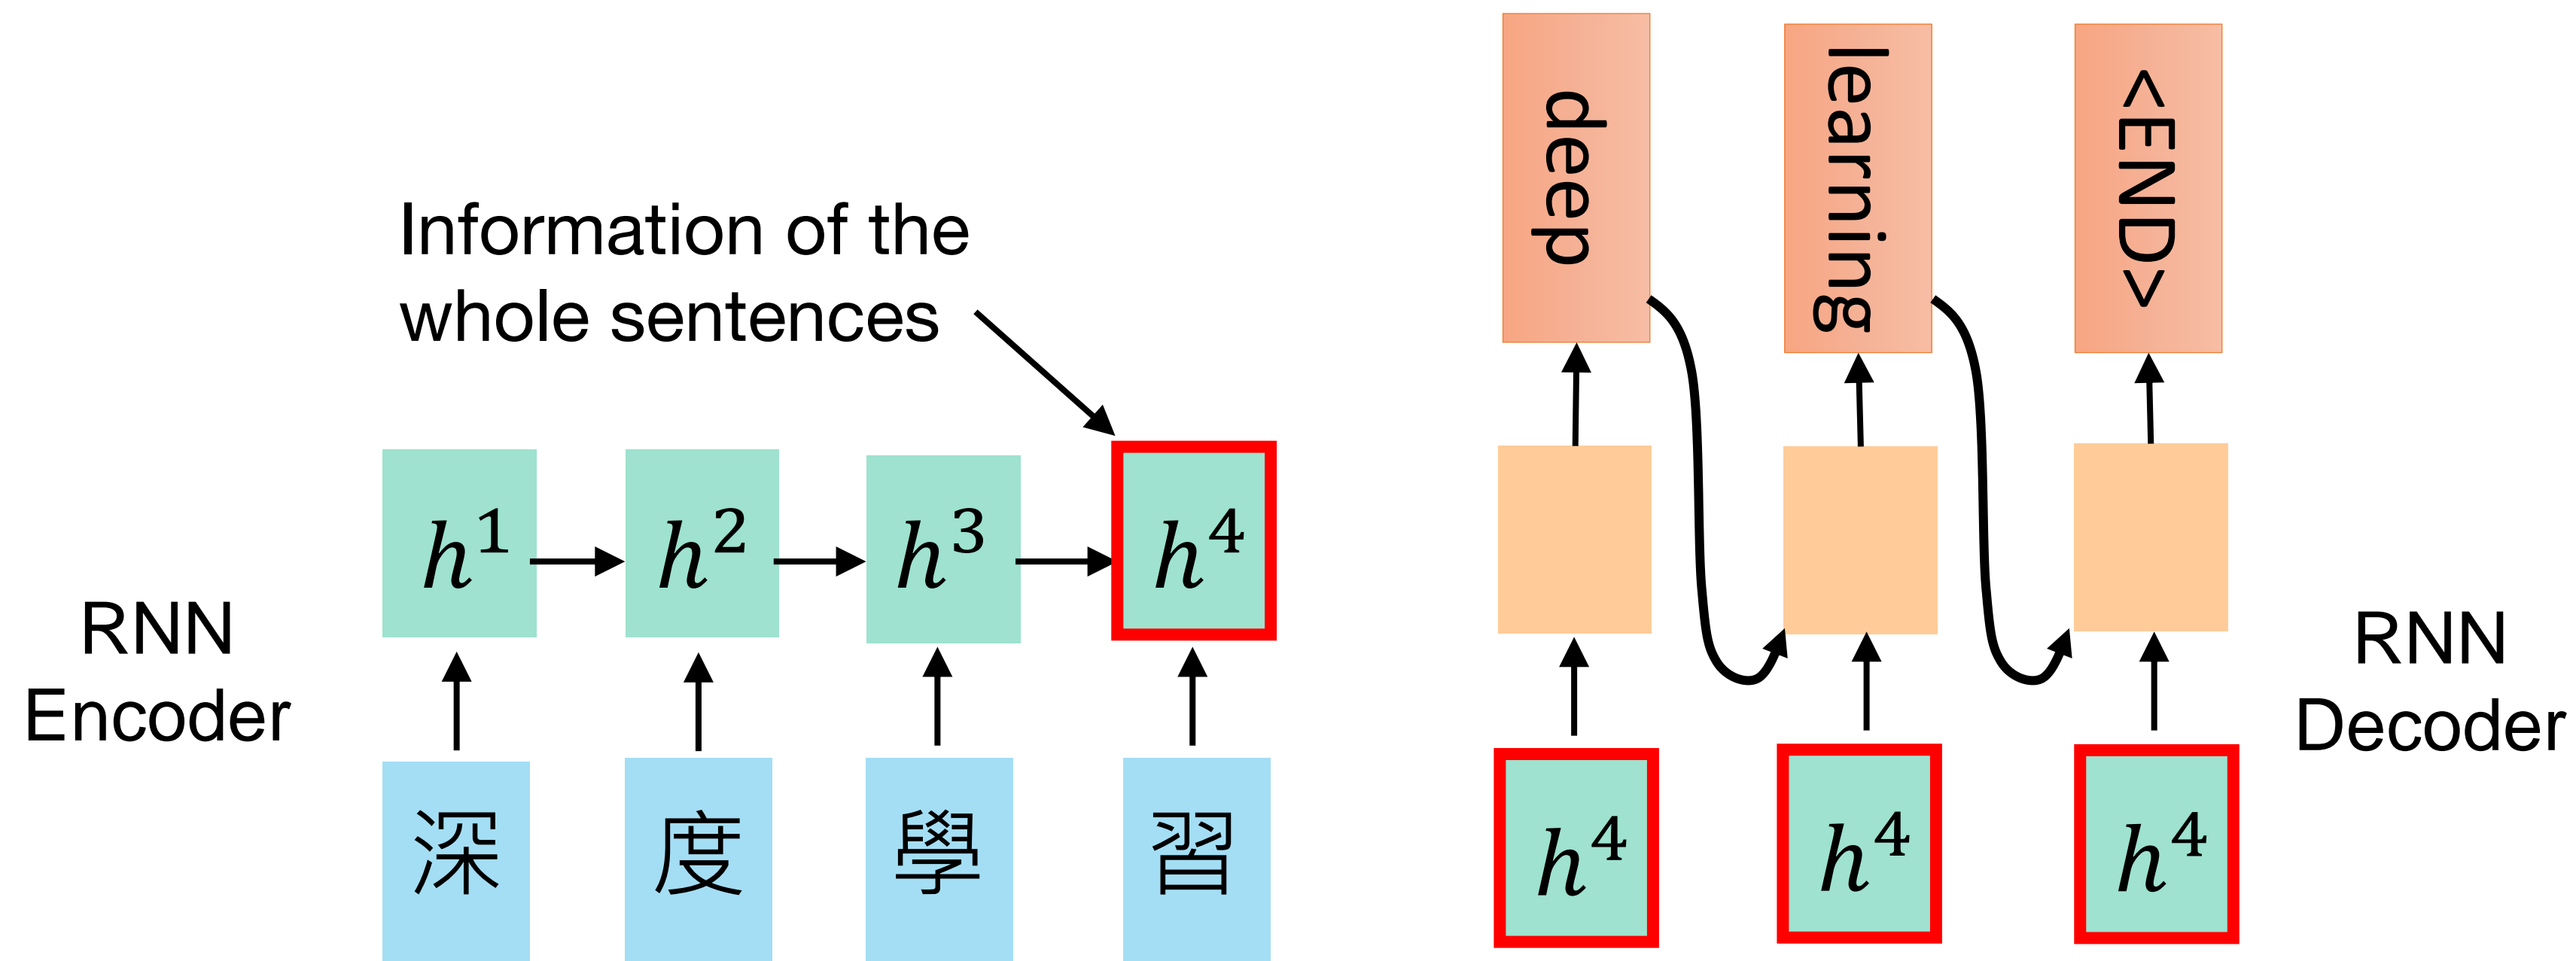 Information of the
whole sentences
RNN
Encoder
h¹
h²
h³
h⁴
深
度
學
習
deep
learning
<END>
h⁴
h⁴
h⁴
RNN
Decoder